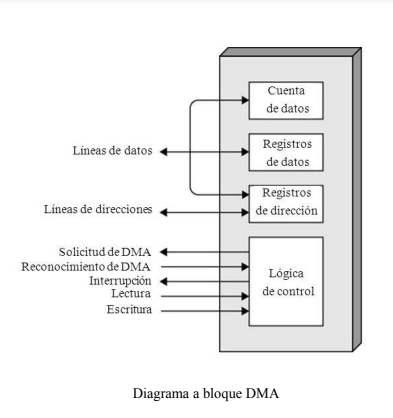 Cuenta
de datos
Líneas de datos
Registros
de datos
Registros
de dirección
Líneas de direcciones
Solicitud de DMA
Reconocimiento de DMA
Interrupción
Lectura
Escritura
Lógica
de control
Diagrama a bloque DMA